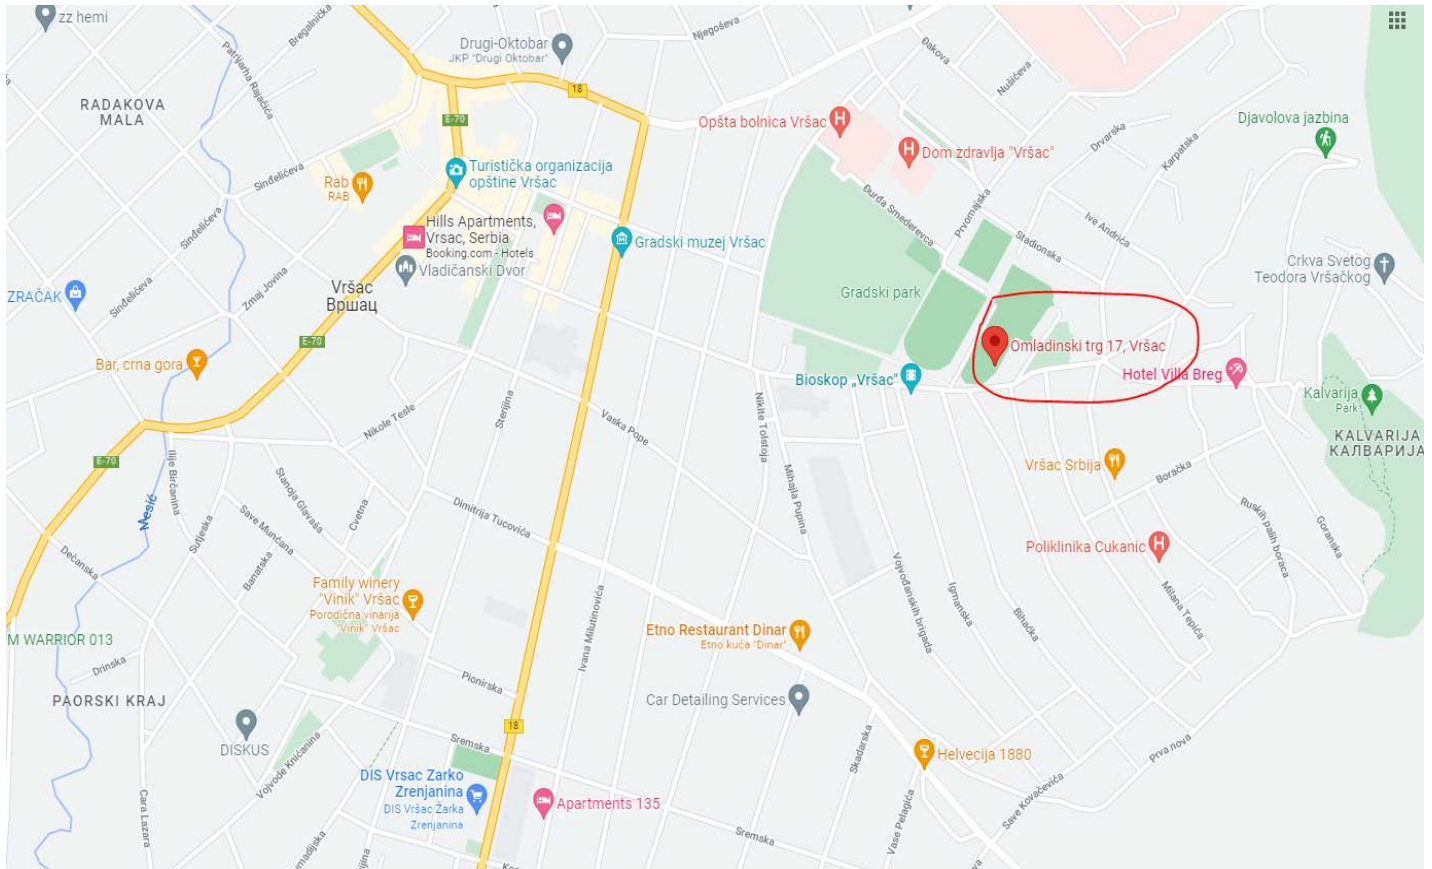 zz hemi
Bregalnička
Patrijarha Rajačića
Drugi-Oktobar
JKP "Drugi Oktobar"
Njegoševa
Đakova
Nušićeva
18
RADAKOVA
MALA
E-70
Opšta bolnica Vršac
Dom zdravlja "Vršac"
Drvarska
Karpatska
Djavolova jazbina
Turistička organizacija
opštine Vršac
Sinđelićeva
Rab
RAB
Sinđelićeva
Hills Apartments,
Vrsac, Serbia
Booking.com - Hotels
Vladičanski Dvor
Gradski muzej Vršac
Đurđa Smederevca
Prvomajska
Stadionska
Ive Andrića
Crkva Svetog
Teodora Vršačkog
ZRAČAK
Sinđelićeva
Zmaj Jovina
Vršac
Вршац
Gradski park
E-70
Omladinski trg 17, Vršac
Bar, crna gora
Bioskop „Vršac"
Hotel Villa Breg
Kalvarija
Park
KALVARIJA
КАЛВАРИЈА
Nikole Tesle
Sterijina
Vaska Pope
Nikite Tolstoja
Mihajla Pupina
E-70
Ilije Birčanina
Stanoja Glavaša
Cvetna
Vršac Srbija
Boračka
Mesić
Sutjeska
Save Munćana
Dimitrija Tucovića
Ruskih palih boraca
Goranska
Dečanska
Banatska
Poliklinika Cukanic
Family winery
"Vinik" Vršac
Porodična vinarija
"Vinik" Vršac
Ivana Milutinovića
Vojvođanskih brigada
Igmanska
Bihaćka
Milana Tepića
M WARRIOR 013
Etno Restaurant Dinar
Etno kuća "Dinar"
Drinska
Pionirska
PAORSKI KRAJ
Car Detailing Services
DISKUS
18
Sremska
Vojvode Knićanina
Skadarska
Helvecija 1880
Prva nova
DIS Vrsac Zarko
Zrenjanina
DIS Vršac Žarka
Zrenjanina
Apartments 135
Cara Lazara
Sremska
Vase Pelagića
Save Kovačevića